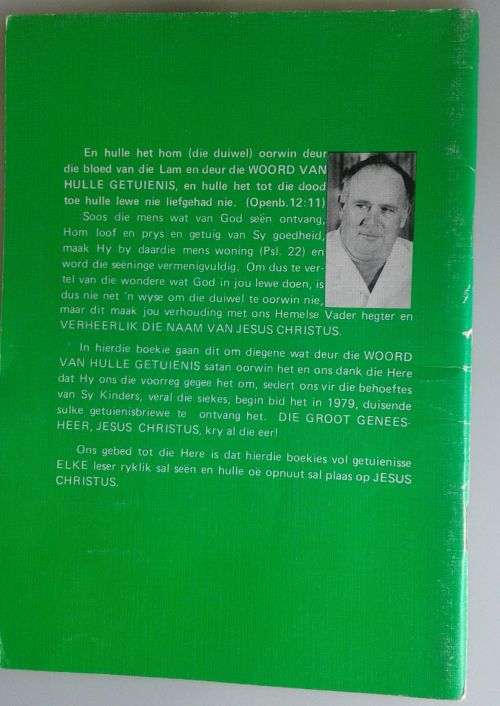 En hulle het hom (die duiwel) oorwin deur
die bloed van die Lam en deur die WOORD VAN
HULLE GETUIENIS, en hulle het tot die dood
toe hulle lewe nie liefgehad nie. (Openb.12:11)
Soos die mens wat van God seën ontvang,
Hom loof en prys en getuig van Sy goedheid,
maak Hy by daardie mens woning (Psl. 22) en
word die seëninge vermenigvuldig. Om dus te ver-
tel van die wondere wat God in jou lewe doen, is
dus nie net 'n wyse om die duiwel te oorwin nie,
maar dit maak jou verhouding met ons Hemelse Vader hegter en
VERHEERLIK DIE NAAM VAN JESUS CHRISTUS.
In hierdie boekie gaan dit om diegene wat deur die WOORD
VAN HULLE GETUIENIS satan oorwin het en ons dank die Here
dat Hy ons die voorreg gegee het om, sedert ons vir die behoeftes
van Sy Kinders, veral die siekes, begin bid het in 1979, duisende
sulke getuienisbriewe te ontvang het. DIE GROOT GENEES-
HEER, JESUS CHRISTUS, kry al die eer!
Ons gebed tot die Here is dat hierdie boekies vol getuienisse
ELKE leser ryklik sal seën en hulle oë opnuut sal plaas op JESUS
CHRISTUS.